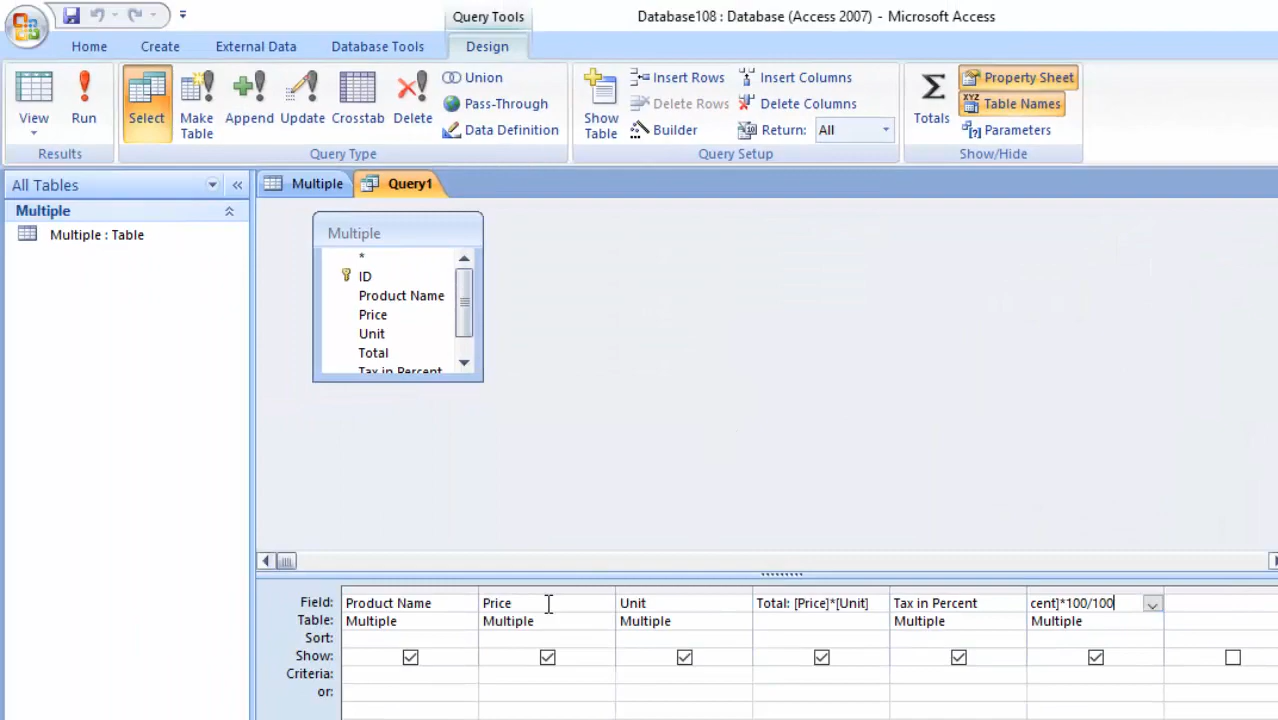 Query Tools
Database108 : Database (Access 2007) - Microsoft Access
Home Create External Data Database Tools Design
View
Run
Select
Make Table
Append
Update
Crosstab
Delete
Union
Pass-Through
Data Definition
Show Table
Insert Rows
Delete Rows
Builder
Insert Columns
Delete Columns
Return: All
Totals
Property Sheet
Table Names
Parameters
Results Query Type Query Setup Show/Hide
All Tables
Multiple Query1
Multiple
Multiple : Table
Multiple
*
ID
Product Name
Price
Unit
Total
Tax in Percent
Field: Product Name Price Unit Total: [Price]*[Unit] Tax in Percent cent]*100/100
Table: Multiple Multiple Multiple Multiple Multiple
Sort:
Show:
Criteria:
or: